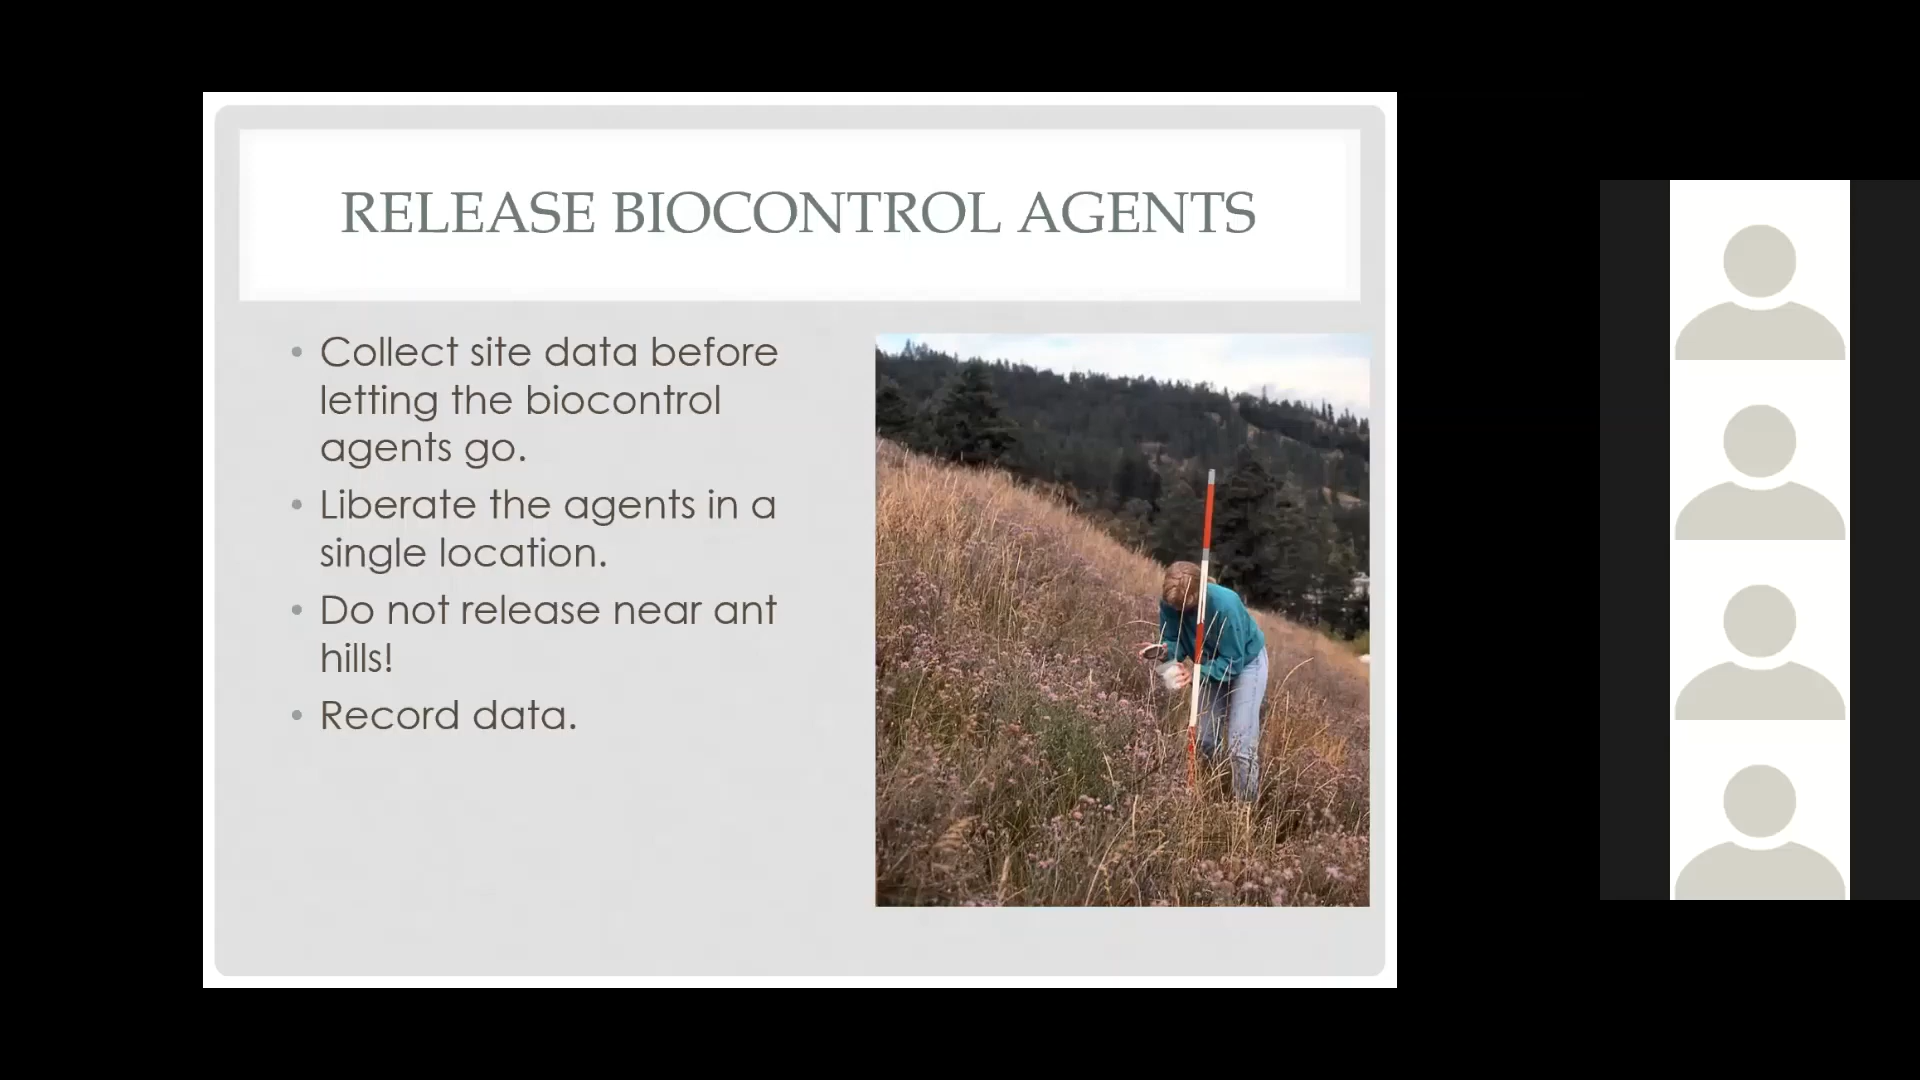 RELEASE BIOCONTROL AGENTS
• Collect site data before
letting the biocontrol
agents go.
• Liberate the agents in a
single location.
• Do not release near ant
hills!
• Record data.